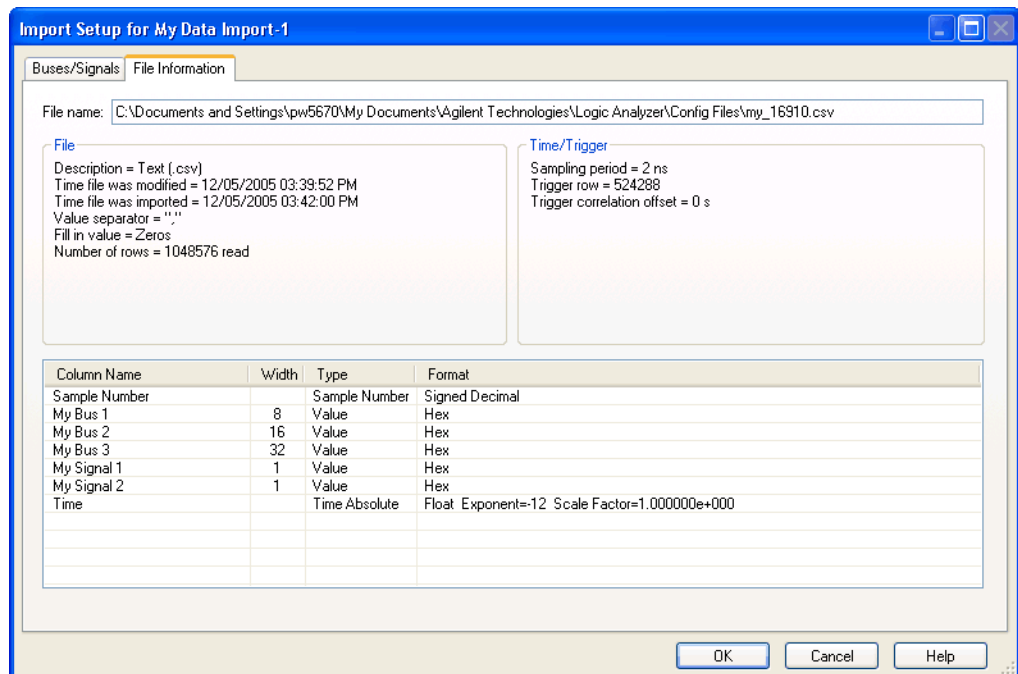 Import Setup for My Data Import-1
Buses/Signals File Information
File name: C:\Documents and Settings\pw5670\My Documents\Agilent Technologies\Logic Analyzer\Config Files\my_16910.csv
File
Description = Text (.csv)
Time file was modified = 12/05/2005 03:39:52 PM
Time file was imported = 12/05/2005 03:42:00 PM
Value separator = ","
Fill in value = Zeros
Number of rows = 1048576 read
Time/Trigger
Sampling period = 2 ns
Trigger row = 524288
Trigger correlation offset = 0 s
Column Name Width Type Format
Sample Number Sample Number Signed Decimal
My Bus 1 8 Value Hex
My Bus 2 16 Value Hex
My Bus 3 32 Value Hex
My Signal 1 1 Value Hex
My Signal 2 1 Value Hex
Time Time Absolute Float Exponent=-12 Scale Factor=1.000000e+000
OK Cancel Help